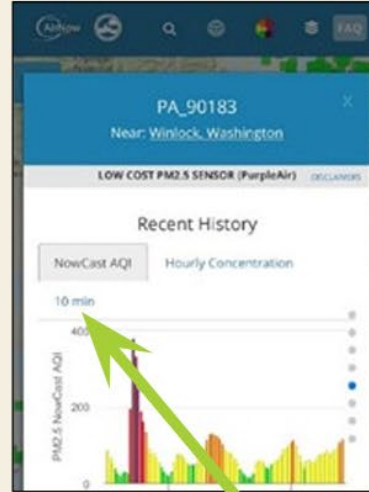 AirNow
FAQ
PA_90183
X
Near: Winlock, Washington
LOW COST PM2.5 SENSOR (PurpleAir) DISCLAIMERS
Recent History
NowCast AQI
Hourly Concentration
10 min
PM2.5 NowCast AQI
400
200
0